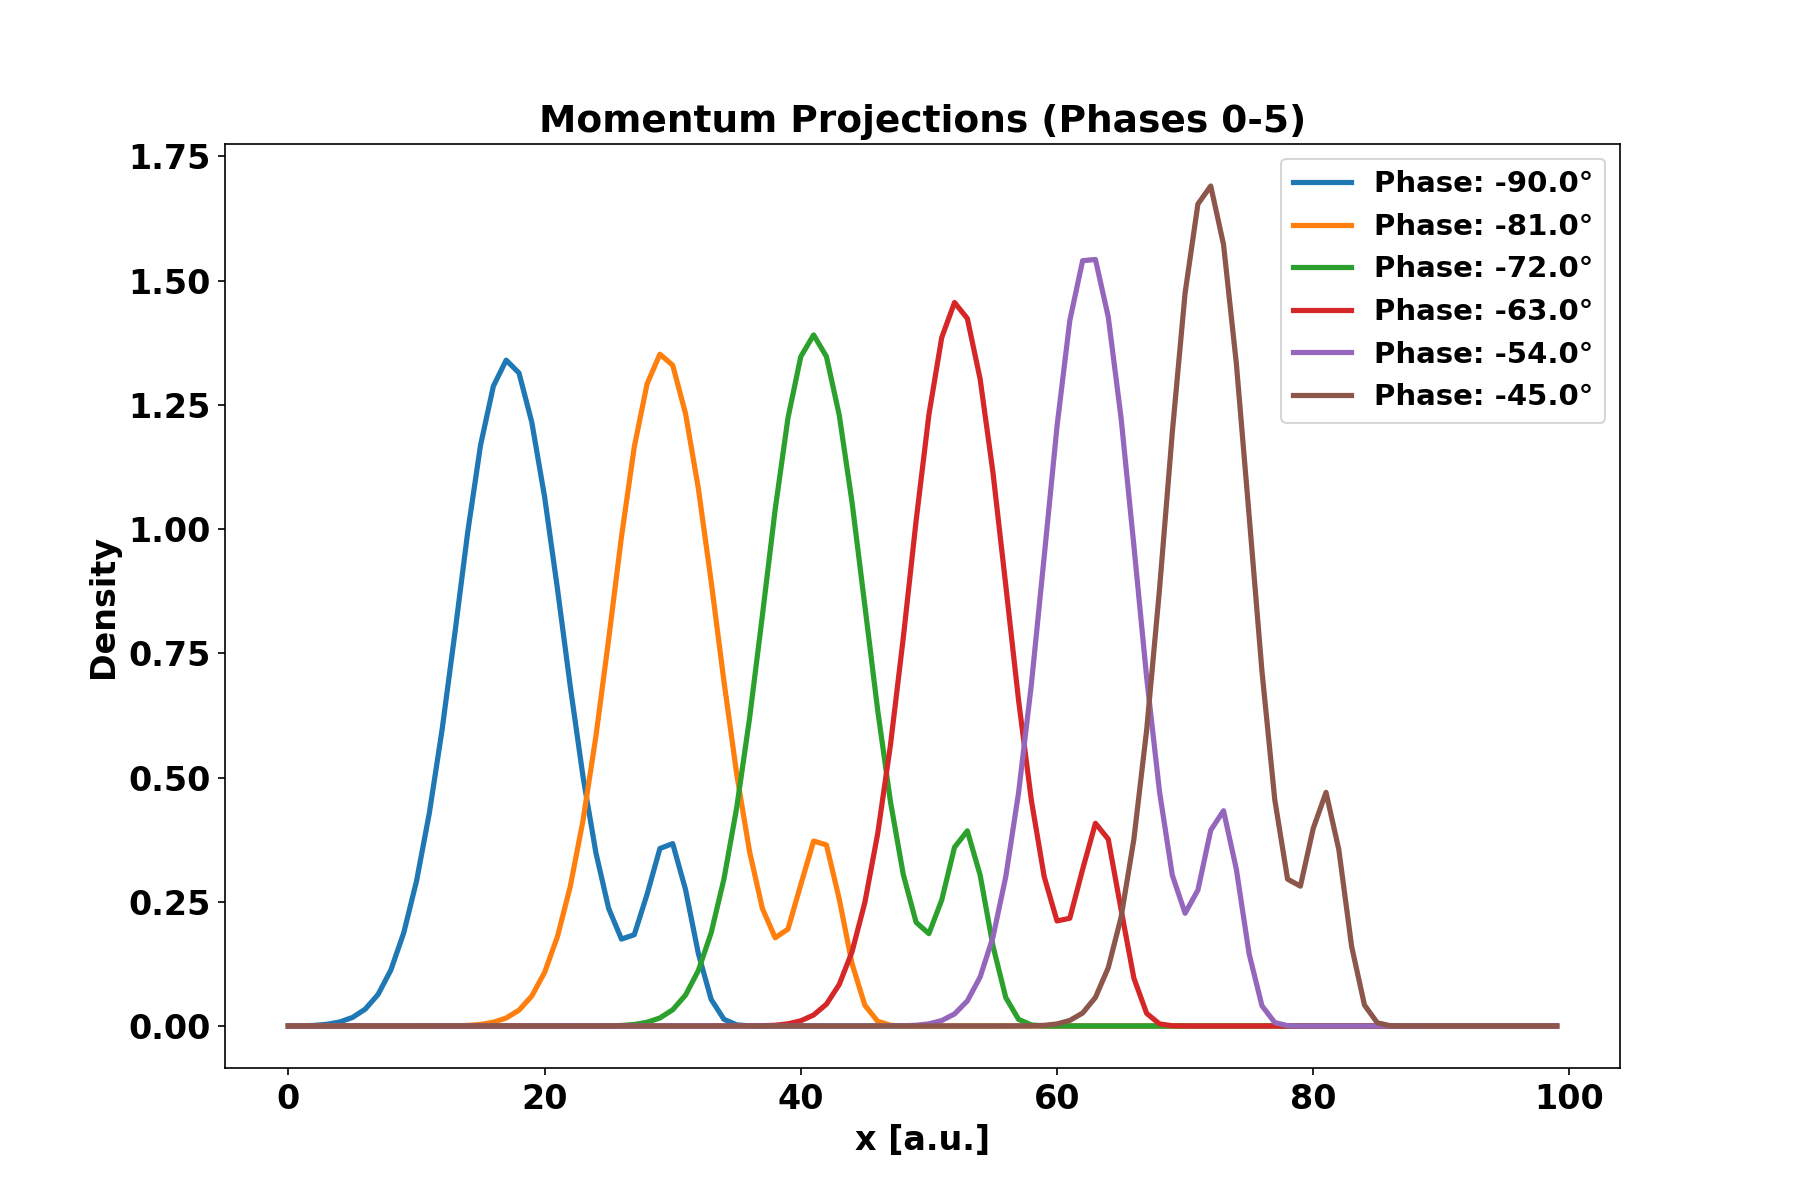 Momentum Projections (Phases 0-5)
1.75
1.50
1.25
1.00
0.75
0.50
0.25
0.00
Density
Phase: -90.0°
Phase: -81.0°
Phase: -72.0°
Phase: -63.0°
Phase: -54.0°
Phase: -45.0°
0 20 40 60 80 100
x [a.u.]